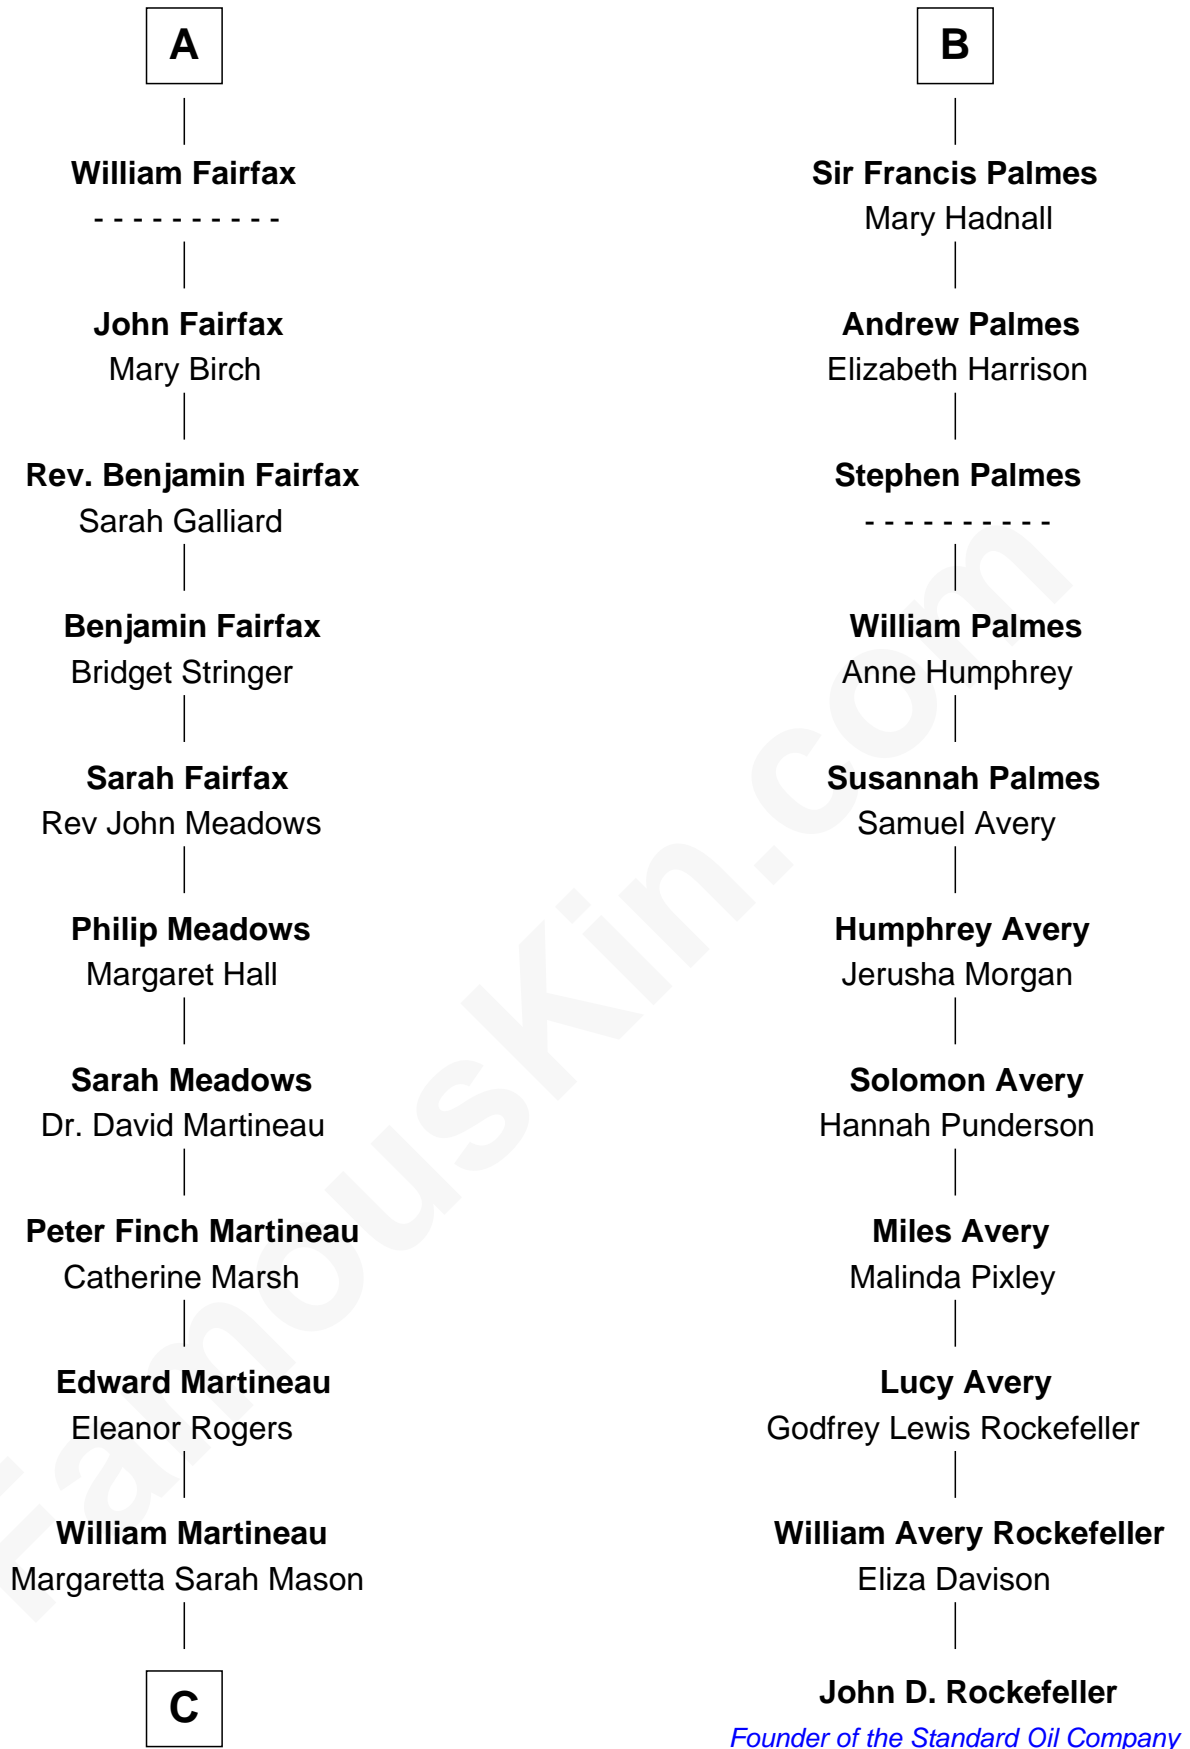 A
William Fairfax
- - - - - - - - - -
John Fairfax
Mary Birch
Rev. Benjamin Fairfax
Sarah Galliard
Benjamin Fairfax
Bridget Stringer
Sarah Fairfax
Rev John Meadows
Philip Meadows
Margaret Hall
Sarah Meadows
Dr. David Martineau
Peter Finch Martineau
Catherine Marsh
Edward Martineau
Eleanor Rogers
William Martineau
Margaretta Sarah Mason
C
B
Sir Francis Palmes
Mary Hadnall
Andrew Palmes
Elizabeth Harrison
Stephen Palmes
- - - - - - - - - -
William Palmes
Anne Humphrey
Susannah Palmes
Samuel Avery
Humphrey Avery
Jerusha Morgan
Solomon Avery
Hannah Punderson
Miles Avery
Malinda Pixley
Lucy Avery
Godfrey Lewis Rockefeller
William Avery Rockefeller
Eliza Davison
John D. Rockefeller
Founder of the Standard Oil Company
FamousKin.com